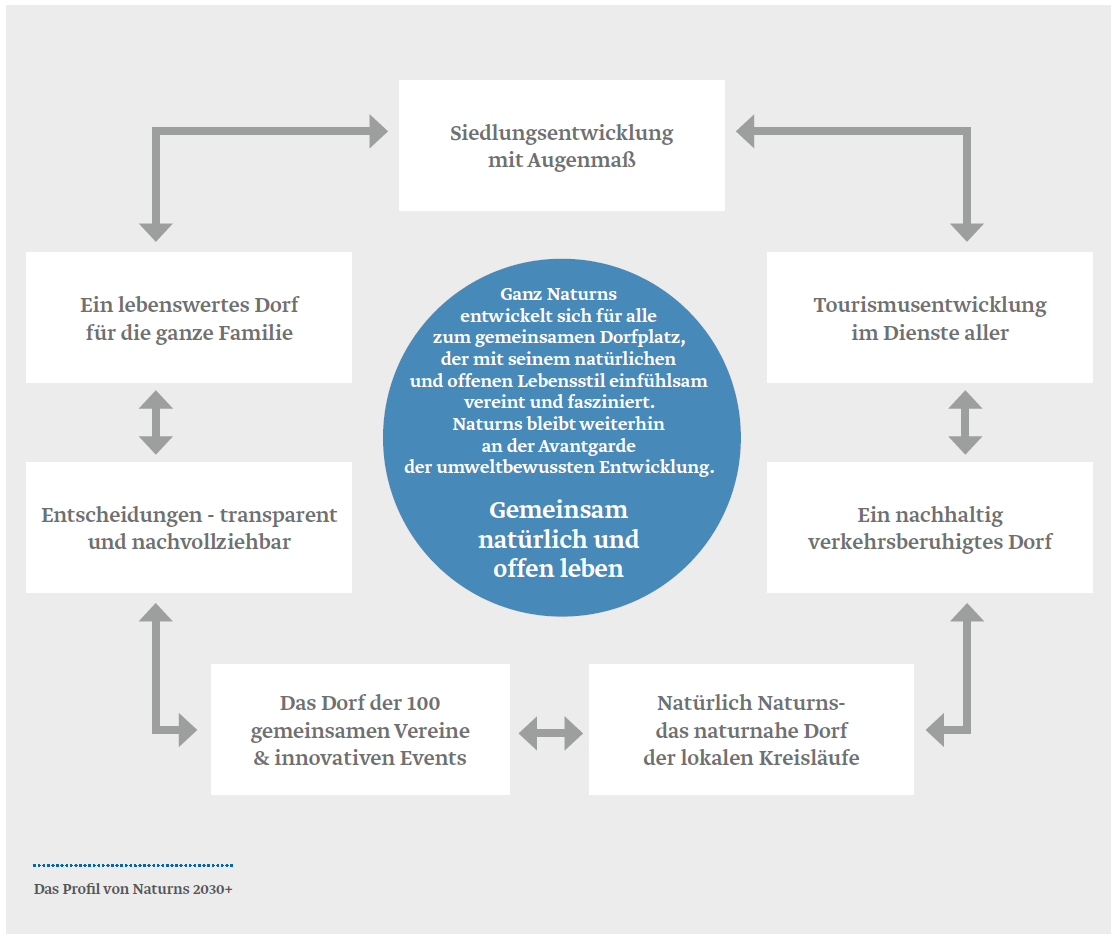 Siedlungsentwicklung
mit Augenmaß
Ein lebenswertes Dorf
für die ganze Familie
Tourismusentwicklung
im Dienste aller
Ganz Naturns
entwickelt sich für alle
zum gemeinsamen Dorfplatz,
der mit seinem natürlichen
und offenen Lebensstil einfühlsam
vereint und fasziniert.
Naturns bleibt weiterhin
an der Avantgarde
der umweltbewussten Entwicklung.
Gemeinsam
natürlich und
offen leben
Entscheidungen - transparent
und nachvollziehbar
Ein nachhaltig
verkehrsberuhigtes Dorf
Das Dorf der 100
gemeinsamen Vereine
& innovativen Events
Natürlich Naturns-
das naturnahe Dorf
der lokalen Kreisläufe
Das Profil von Naturns 2030+